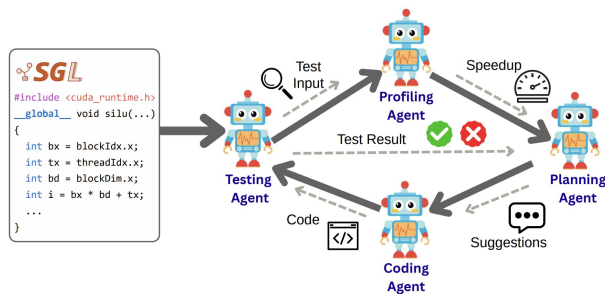 SGL
#include <cuda_runtime.h>
__global__ void silu(...)
{
int bx = blockIdx.x;
int tx = threadIdx.x;
int bd = blockDim.x;
int i = bx * bd + tx;
...
}
Test
Input
Profiling
Agent
Speedup
Testing
Agent
Test Result
Planning
Agent
Code
</>
Coding
Agent
Suggestions